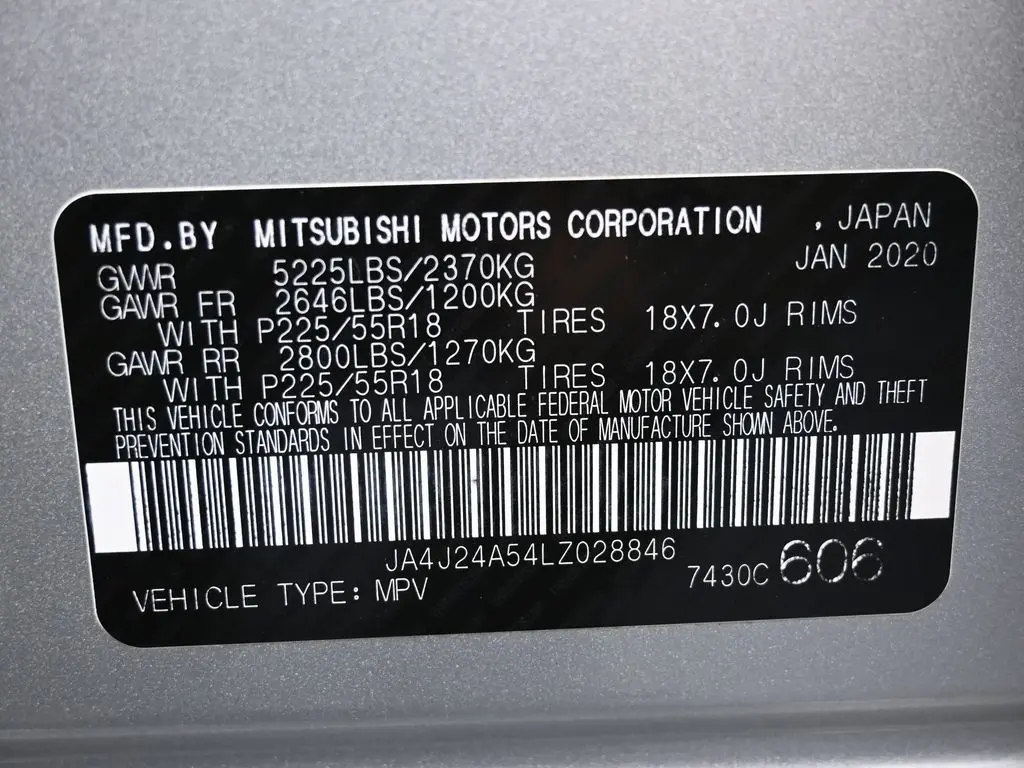 MFD.BY MITSUBISHI MOTORS CORPORATION , JAPAN
JAN 2020
GWWR 5225LBS/2370KG
GAWR FR 2646LBS/1200KG
WITH P225/55R18 TIRES 18X7.0J RIMS
GAWR RR 2800LBS/1270KG
WITH P225/55R18 TIRES 18X7.0J RIMS
THIS VEHICLE CONFORMS TO ALL APPLICABLE FEDERAL MOTOR VEHICLE SAFETY AND THEFT
PREVENTION STANDARDS IN EFFECT ON THE DATE OF MANUFACTURE SHOWN ABOVE.
JA4J24A54LZ028846
7430C 606
VEHICLE TYPE: MPV